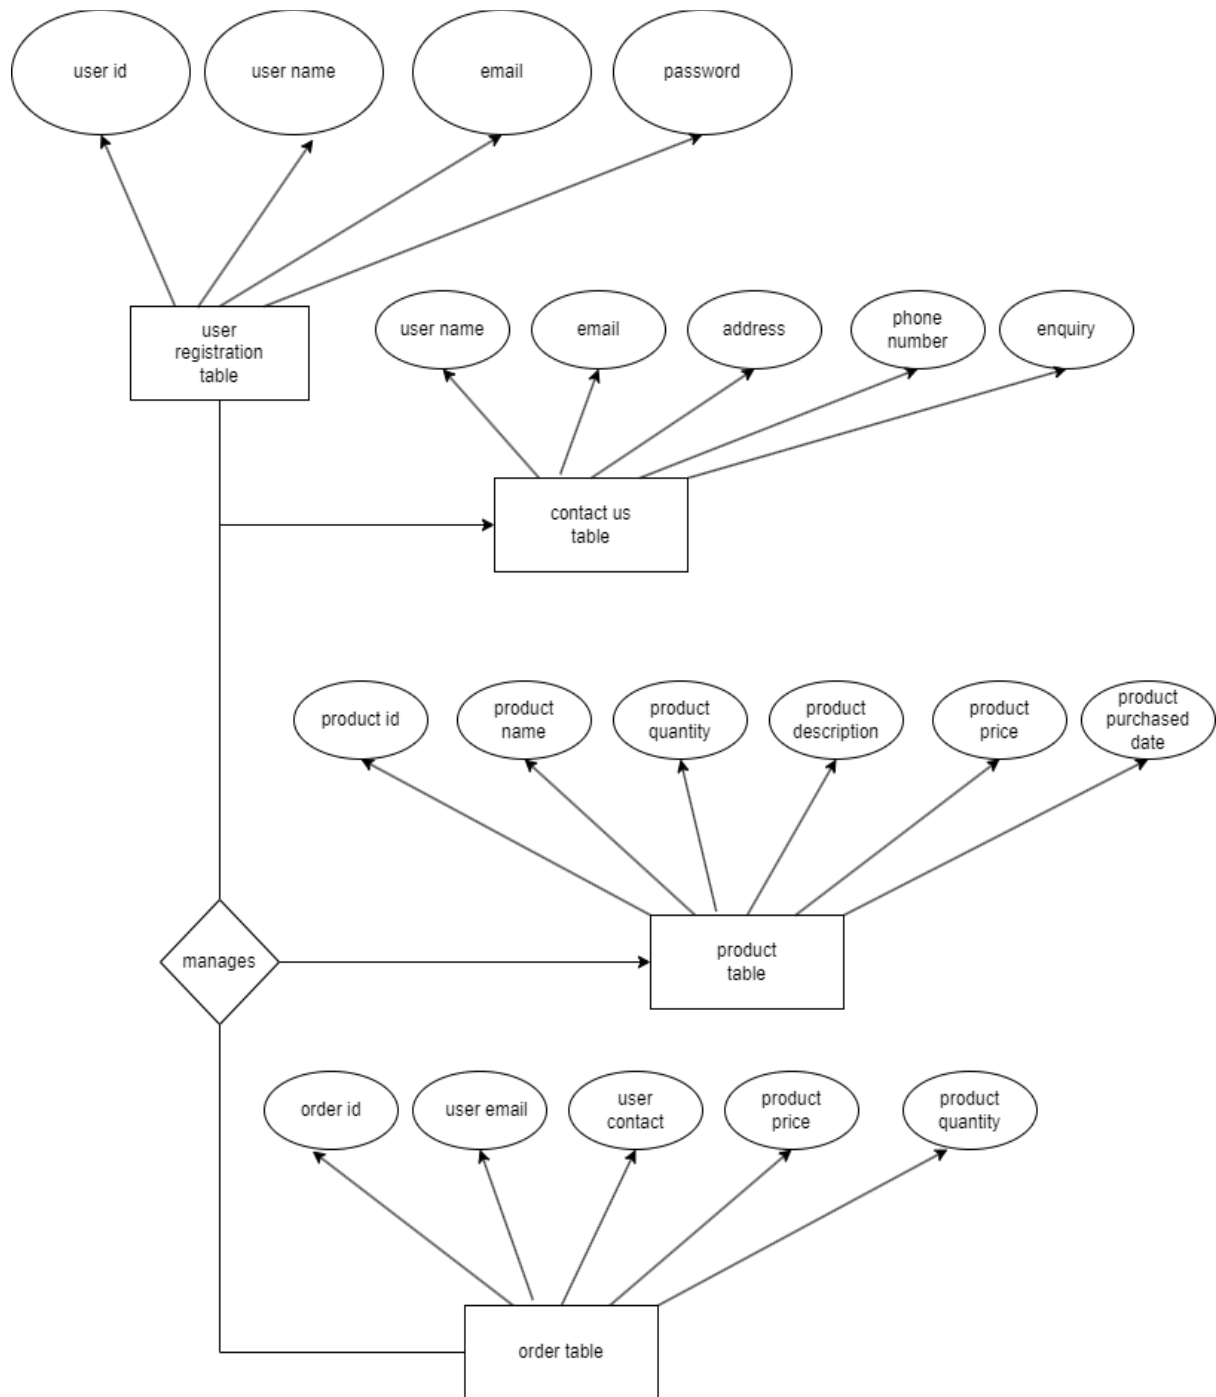 user id
user name
email
password
user
registration
table
user name
email
address
phone
number
enquiry
contact us
table
product id
product
name
product
quantity
product
description
product
price
product
purchased
date
manages
product
table
order id
user email
user
contact
product
price
product
quantity
order table